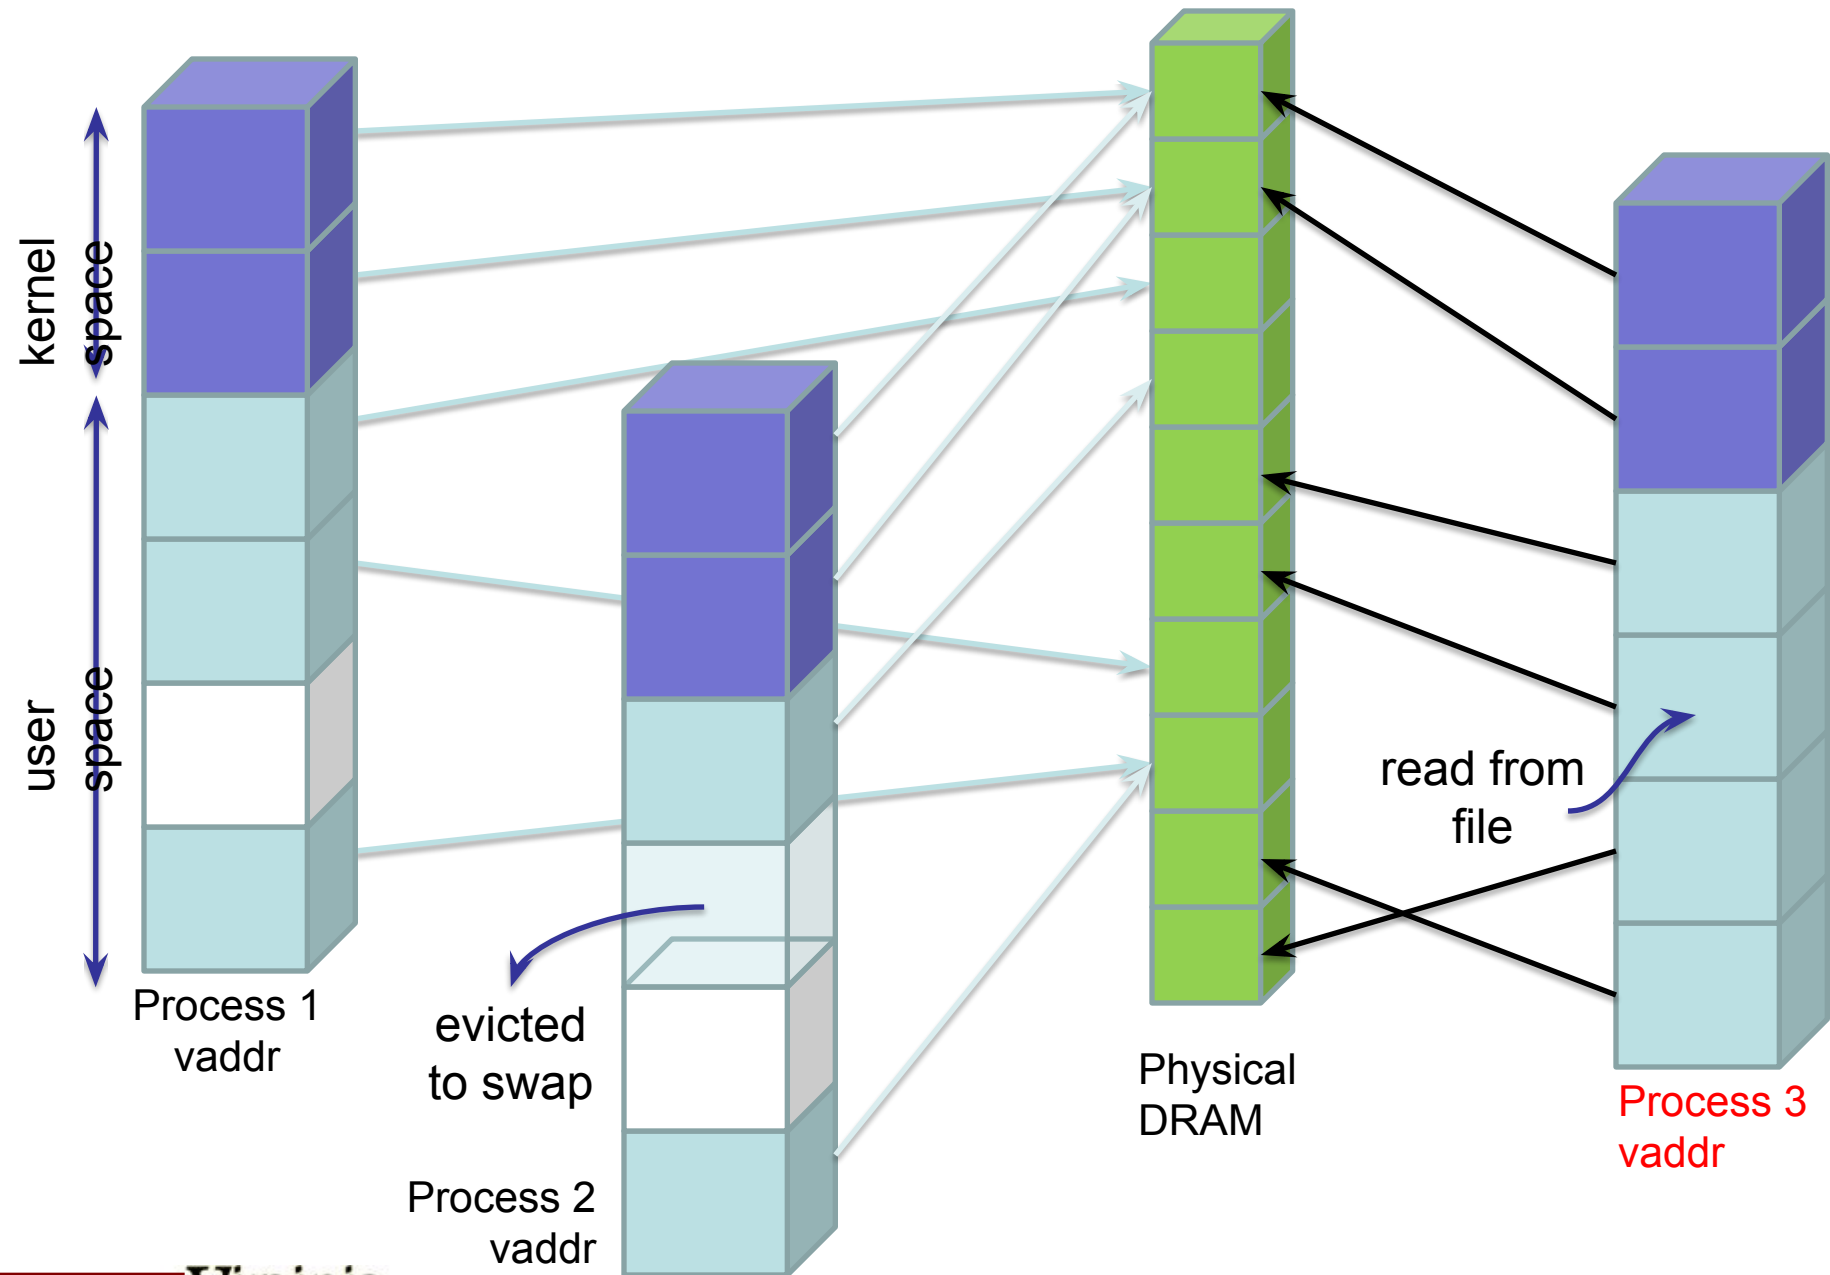 kernel
space
user
space
Process 1
vaddr
evicted
to swap
Process 2
vaddr
Physical
DRAM
read from
file
Process 3
vaddr